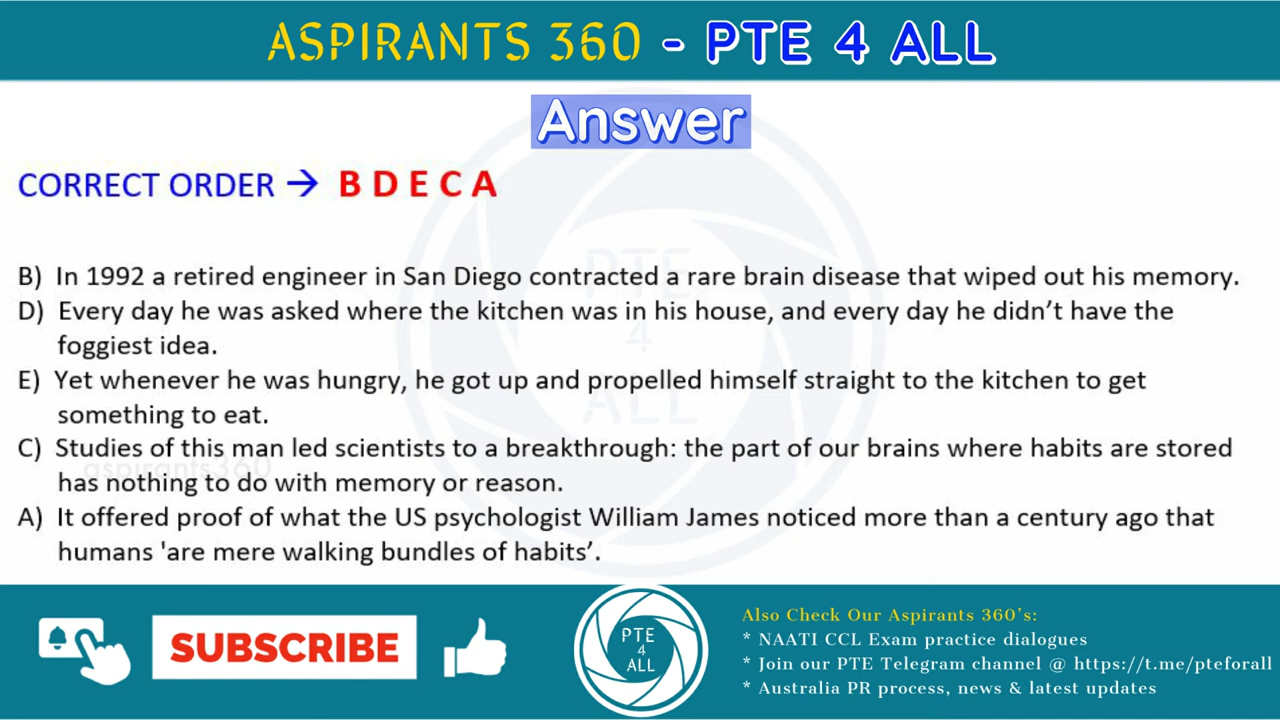 ASPIRANTS 360 - PTE 4 ALL
Answer
CORRECT ORDER → B D E C A
B) In 1992 a retired engineer in San Diego contracted a rare brain disease that wiped out his memory.
D) Every day he was asked where the kitchen was in his house, and every day he didn’t have the
foggiest idea.
E) Yet whenever he was hungry, he got up and propelled himself straight to the kitchen to get
something to eat.
C) Studies of this man led scientists to a breakthrough: the part of our brains where habits are stored
has nothing to do with memory or reason.
A) It offered proof of what the US psychologist William James noticed more than a century ago that
humans 'are mere walking bundles of habits’.
PTE
4
ALL
aspirants360
SUBSCRIBE
PTE
4
ALL
Also Check Our Aspirants 360's:
* NAATI CCL Exam practice dialogues
* Join our PTE Telegram channel @ https://t.me/pteforall
* Australia PR process, news & latest updates